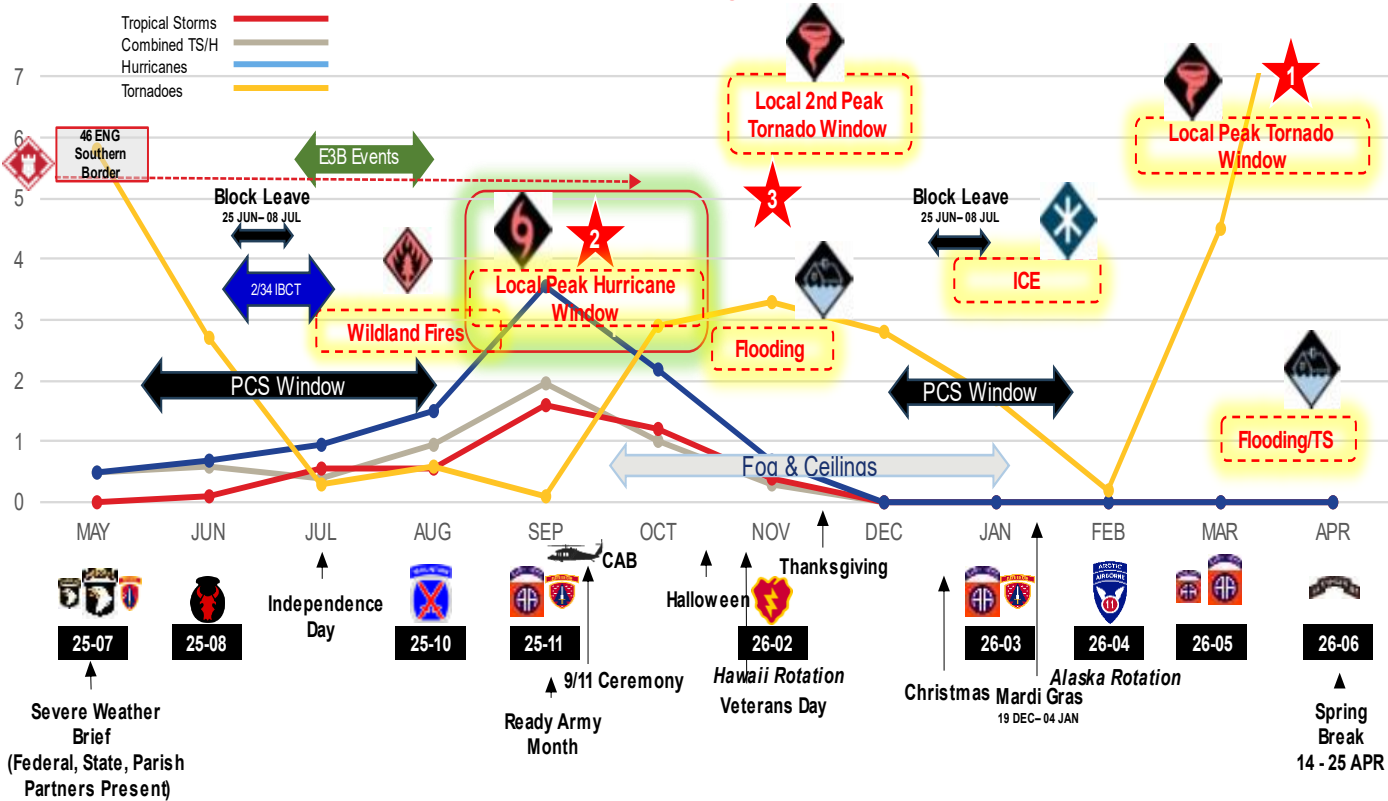 Tropical Storms
Combined TS/H
Hurricanes
Tornadoes
7
6
5
4
3
2
1
0
46 ENG
Southern
Border
E3B Events
Block Leave
25 JUN– 08 JUL
2/34 IBCT
Wildland Fires
PCS Window
2
Local Peak Hurricane
Window
Local 2nd Peak
Tornado Window
3
Flooding
Fog & Ceilings
Block Leave
25 JUN– 08 JUL
ICE
PCS Window
1
Local Peak Tornado
Window
Flooding/TS
MAY
JUN
JUL
AUG
SEP
OCT
NOV
DEC
JAN
FEB
MAR
APR
CAB
Thanksgiving
Halloween
Independence
Day
ARCTIC
AIRBORNE
11
25-07
25-08
25-10
25-11
26-02
26-03
26-04
26-05
26-06
Hawaii Rotation
Alaska Rotation
9/11 Ceremony
Veterans Day
Christmas
Mardi Gras
19 DEC– 04 JAN
Severe Weather
Brief
(Federal, State, Parish
Partners Present)
Ready Army
Month
Spring
Break
14 - 25 APR